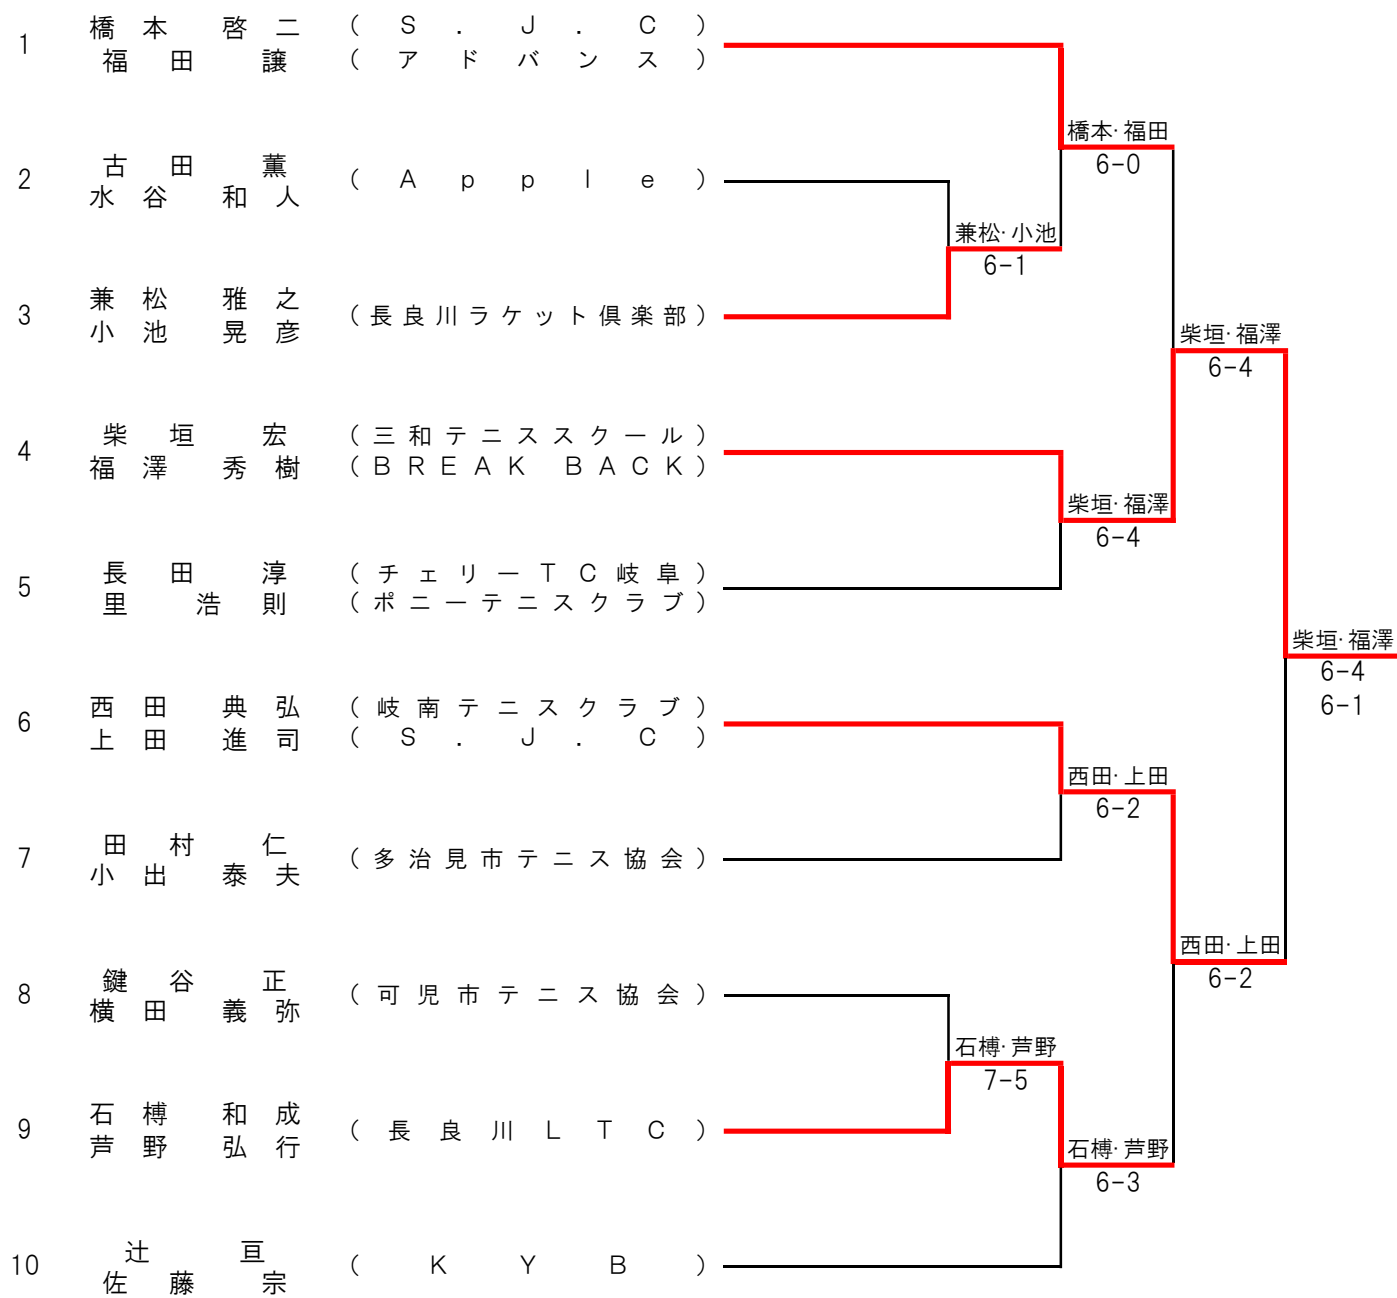 1 橋本 啓二 (S.J.C)
福田 譲 (アドバンス)
橋本・福田
6-0
2 古田 薫 (Apple)
水谷 和人
兼松・小池
6-1
3 兼松 雅之 (長良川ラケット倶楽部)
小池 晃彦
柴垣・福澤
6-4
4 柴垣 宏 (三和テニススクール)
福澤 秀樹 (BREAK BACK)
柴垣・福澤
6-4
5 長田 淳 (チェリーTC岐阜)
里 浩則 (ポニーテニスクラブ)
柴垣・福澤
6-4
6-1
6 西田 典弘 (岐南テニスクラブ)
上田 進司 (S.J.C)
西田・上田
6-2
7 田村 仁 (多治見市テニス協会)
小出 泰夫
西田・上田
6-2
8 鍵谷 正 (可児市テニス協会)
横田 義弥
石榑・芦野
7-5
9 石榑 和成 (長良川LTC)
芦野 弘行
石榑・芦野
6-3
10 辻 亘 (KYB)
佐藤 宗